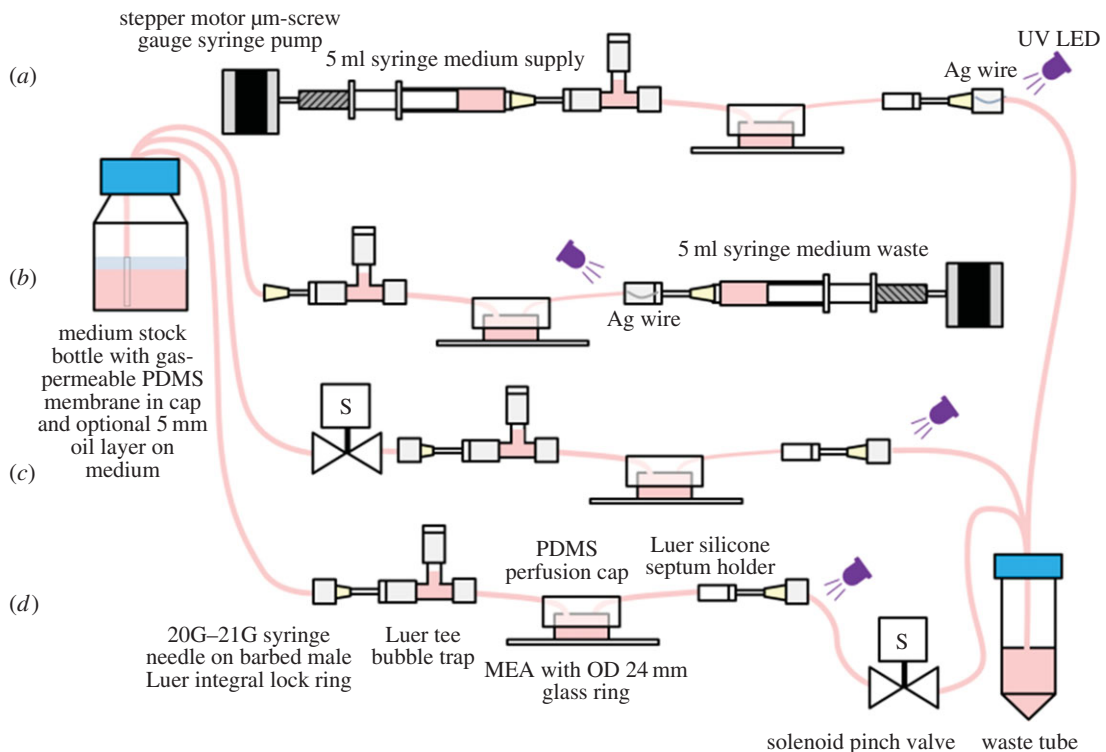 stepper motor µm-screw
gauge syringe pump
UV LED
(a)
5 ml syringe medium supply
Ag wire
(b)
5 ml syringe medium waste
Ag wire
medium stock
bottle with gas-
permeable PDMS
membrane in cap
and optional 5 mm
oil layer on
medium
S
(c)
PDMS
perfusion cap
Luer silicone
septum holder
(d)
20G–21G syringe
needle on barbed male
Luer integral lock ring
Luer tee
bubble trap
MEA with OD 24 mm
glass ring
S
solenoid pinch valve
waste tube